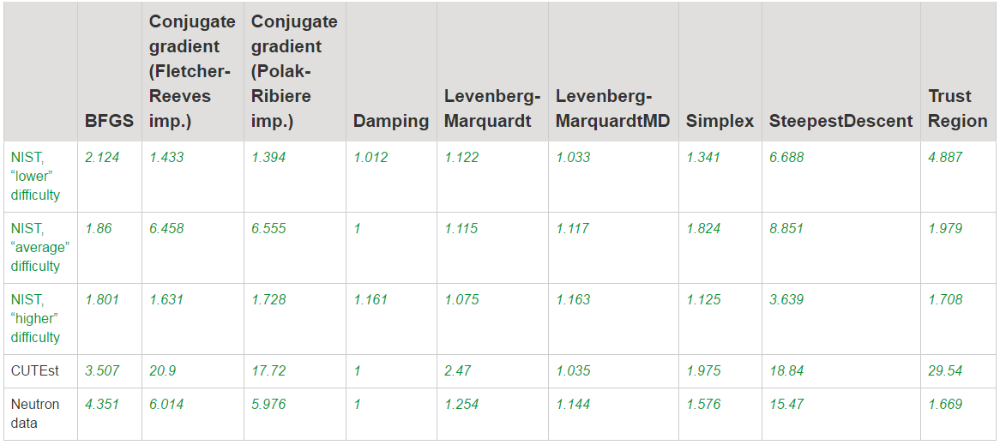 BFGS
Conjugate
gradient
(Fletcher-
Reeves
imp.)
Conjugate
gradient
(Polak-
Ribiere
imp.)
Damping
Levenberg-
Marquardt
Levenberg-
MarquardtMD
Simplex
SteepestDescent
Trust
Region
NIST,
“lower”
difficulty
2.124 1.433 1.394 1.012 1.122 1.033 1.341 6.688 4.887
NIST,
“average”
difficulty
1.86 6.458 6.555 1 1.115 1.117 1.824 8.851 1.979
NIST,
“higher”
difficulty
1.801 1.631 1.728 1.161 1.075 1.163 1.125 3.639 1.708
CUTEst 3.507 20.9 17.72 1 2.47 1.035 1.975 18.84 29.54
Neutron
data
4.351 6.014 5.976 1 1.254 1.144 1.576 15.47 1.669